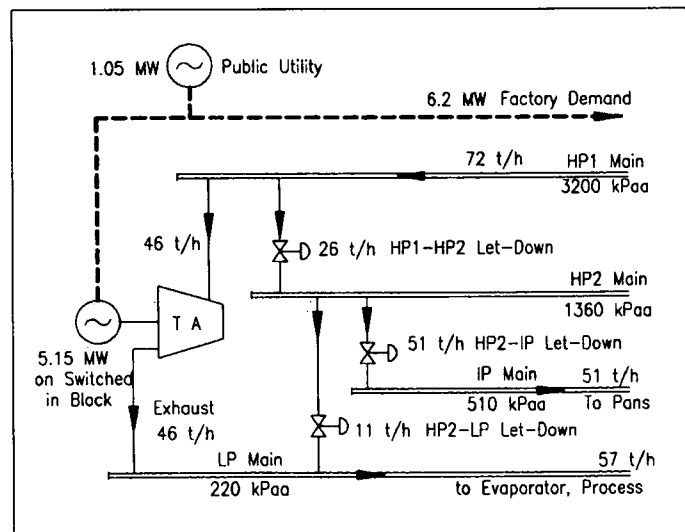 1.05 MW Public Utility
6.2 MW Factory Demand
72 t/h HP1 Main
3200 kPaa
46 t/h
26 t/h HP1-HP2 Let-Down
HP2 Main
1360 kPaa
T A
5.15 MW
on Switched
in Black
51 t/h HP2-IP Let-Down
IP Main 51 t/h
510 kPaa To Pans
Exhaust
46 t/h
11 t/h HP2-LP Let-Down
LP Main 57 t/h
220 kPaa to Evaporator, Process